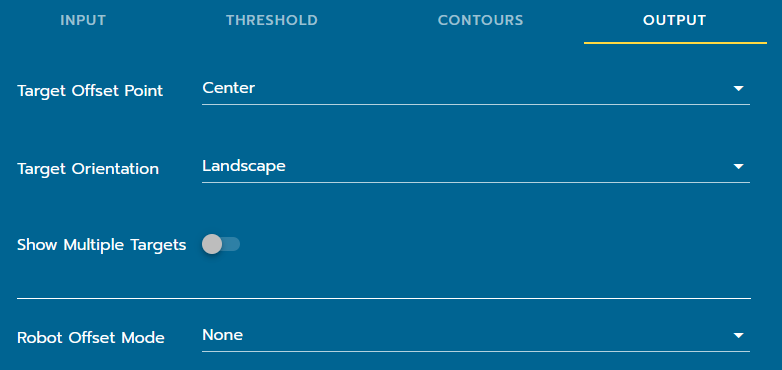 INPUT THRESHOLD CONTOURS OUTPUT
Target Offset Point Center
Target Orientation Landscape
Show Multiple Targets
Robot Offset Mode None